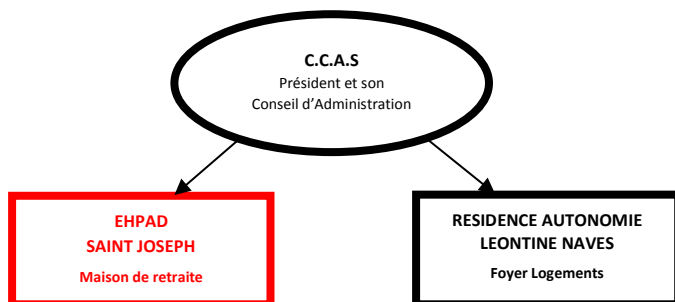 C.C.A.S
Président et son
Conseil d’Administration
EHPAD
SAINT JOSEPH
Maison de retraite
RESIDENCE AUTONOMIE
LEONTINE NAVES
Foyer Logements